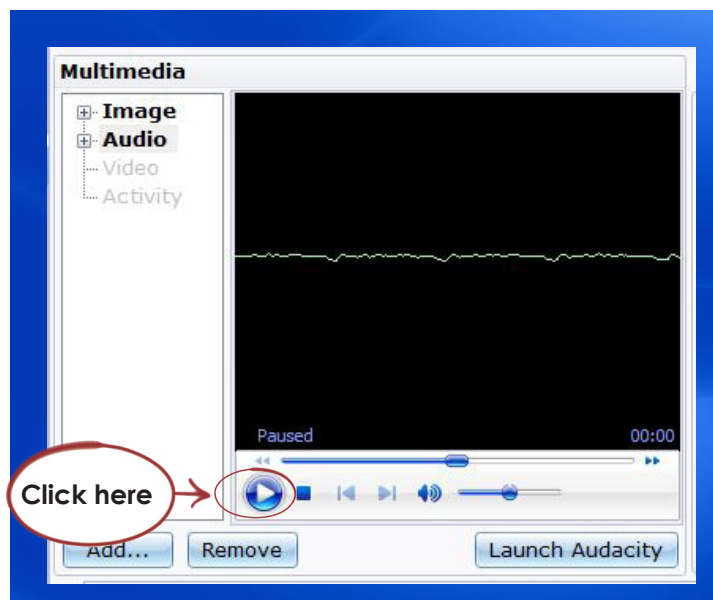 Multimedia
Image
Audio
Video
Activity
Paused 00:00
Click here
Add... Remove Launch Audacity